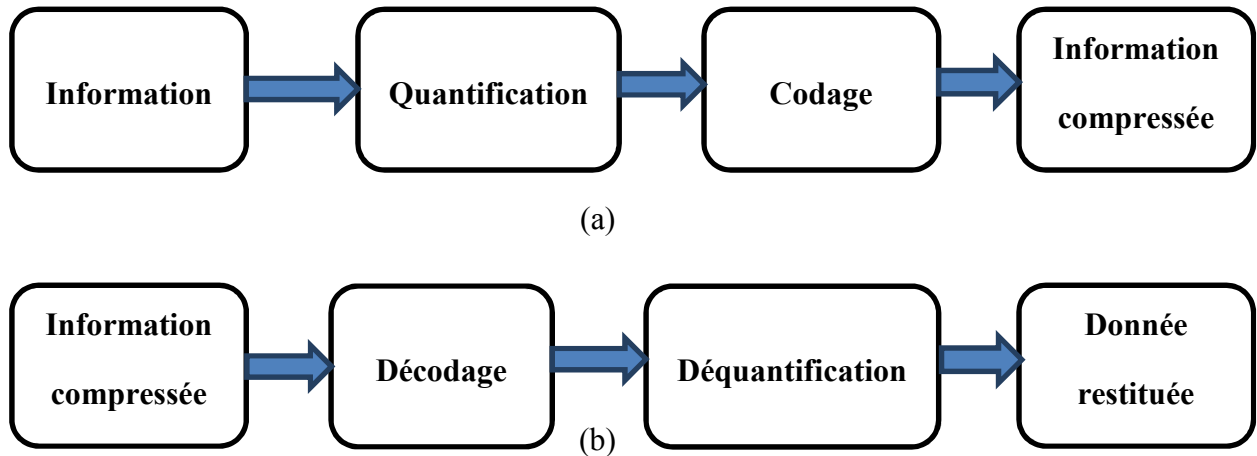 Information
Quantification
Codage
Information
compressée
(a)
Information
compressée
Décodage
Déquantification
Donnée
restituée
(b)